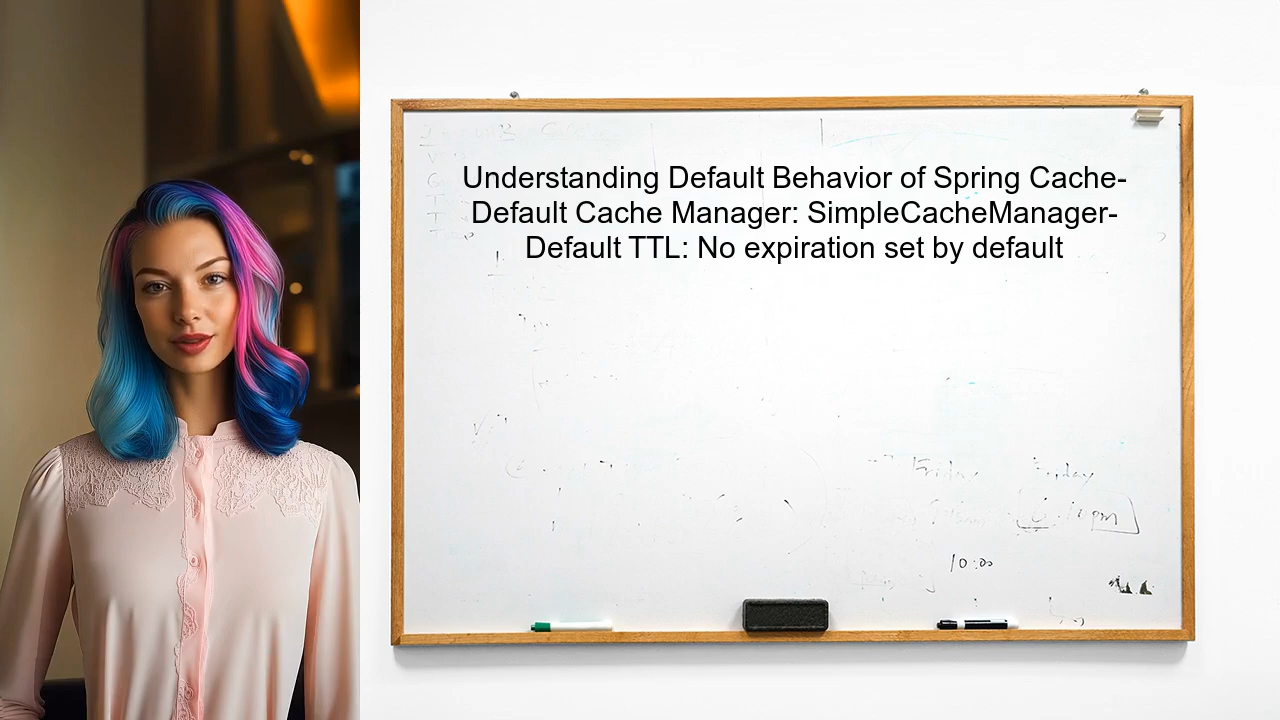 Understanding Default Behavior of Spring Cache-
Default Cache Manager: SimpleCacheManager-
Default TTL: No expiration set by default
Friday
10:00